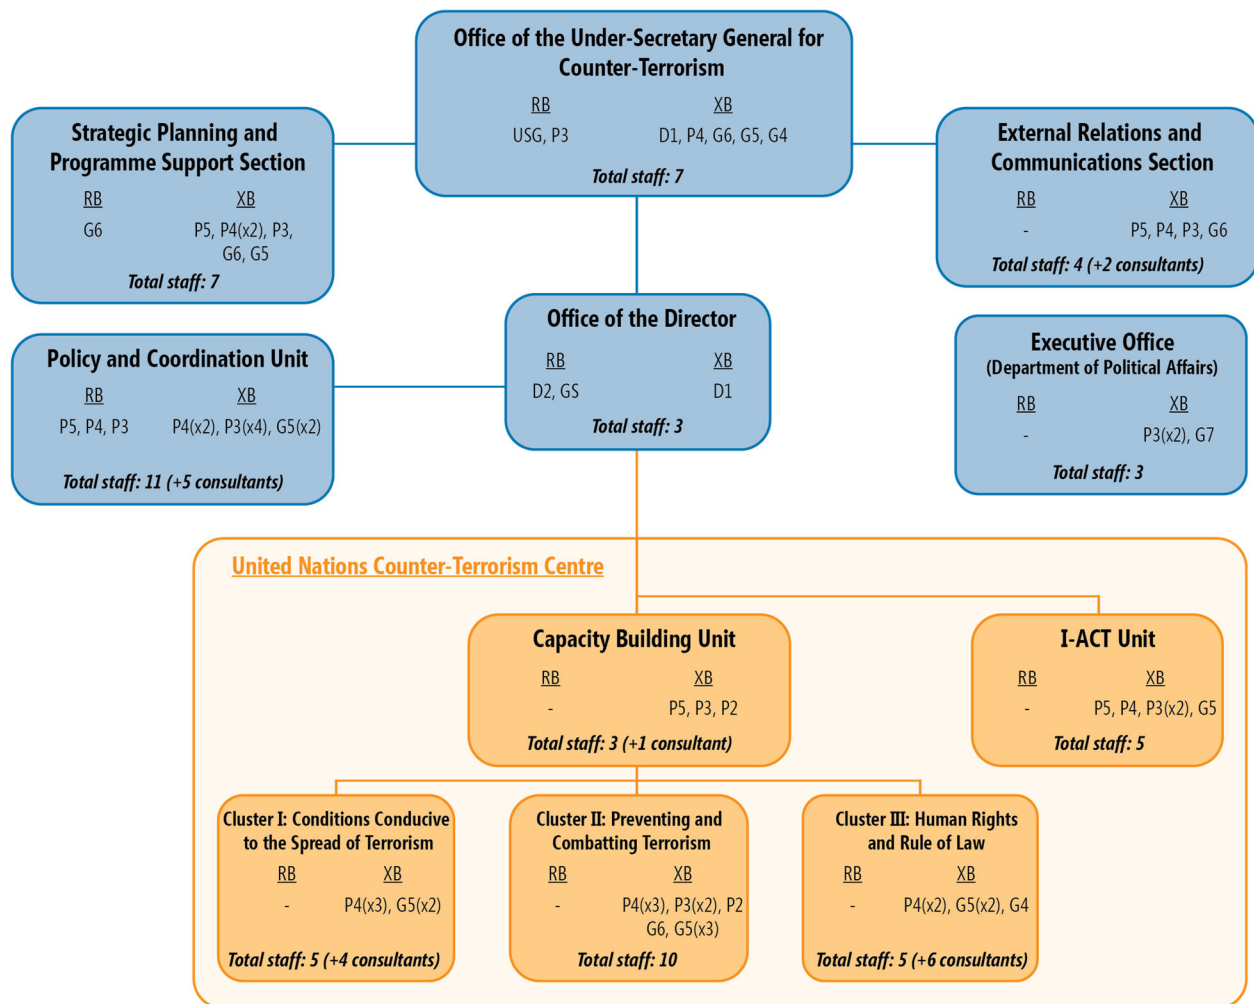 Office of the Under-Secretary General for
Counter-Terrorism
RB XB
USG, P3 D1, P4, G6, G5, G4
Total staff: 7
Strategic Planning and
Programme Support Section
RB XB
G6 P5, P4(x2), P3,
G6, G5
Total staff: 7
External Relations and
Communications Section
RB XB
- P5, P4, P3, G6
Total staff: 4 (+2 consultants)
Office of the Director
RB XB
D2, GS D1
Total staff: 3
Policy and Coordination Unit
RB XB
P5, P4, P3 P4(x2), P3(x4), G5(x2)
Total staff: 11 (+5 consultants)
Executive Office
(Department of Political Affairs)
RB XB
- P3(x2), G7
Total staff: 3
United Nations Counter-Terrorism Centre
Capacity Building Unit
RB XB
- P5, P3, P2
Total staff: 3 (+1 consultant)
I-ACT Unit
RB XB
- P5, P4, P3(x2), G5
Total staff: 5
Cluster I: Conditions Conducive
to the Spread of Terrorism
RB XB
- P4(x3), G5(x2)
Total staff: 5 (+4 consultants)
Cluster II: Preventing and
Combatting Terrorism
RB XB
- P4(x3), P3(x2), P2
G6, G5(x3)
Total staff: 10
Cluster III: Human Rights
and Rule of Law
RB XB
- P4(x2), G5(x2), G4
Total staff: 5 (+6 consultants)